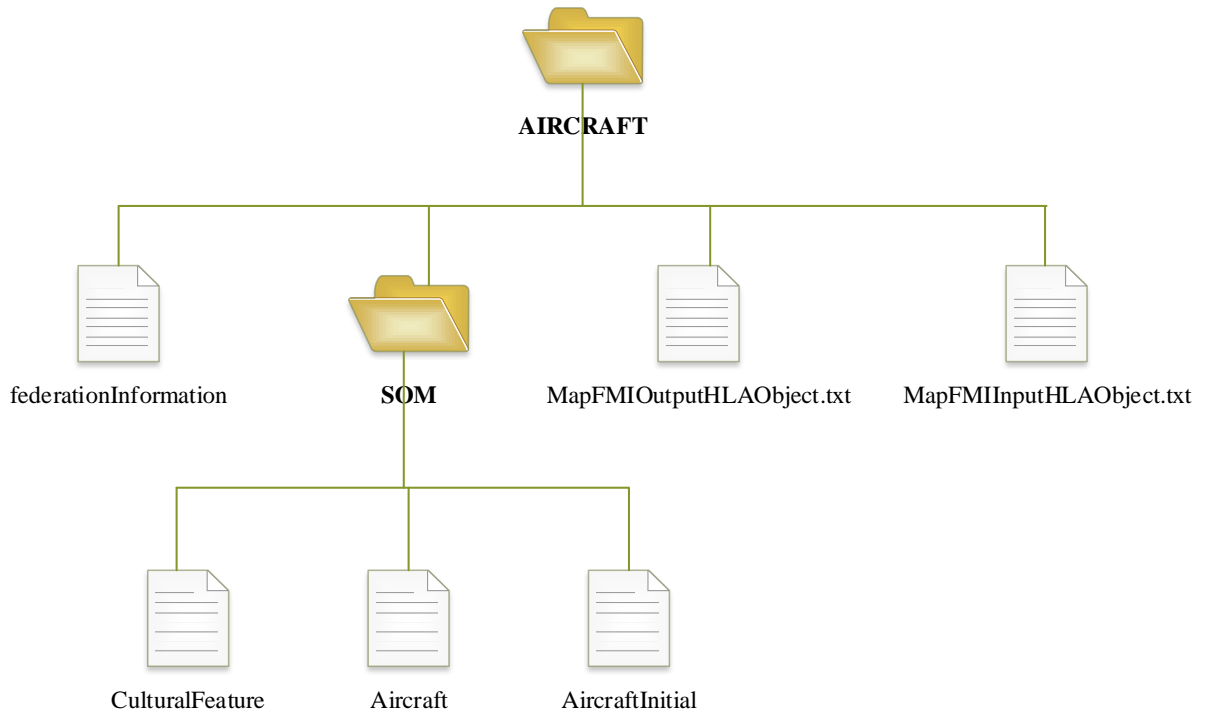 AIRCRAFT
federationInformation
SOM
MapFMIOutputHLAObject.txt
MapFMIInputHLAObject.txt
CulturalFeature
Aircraft
AircraftInitial